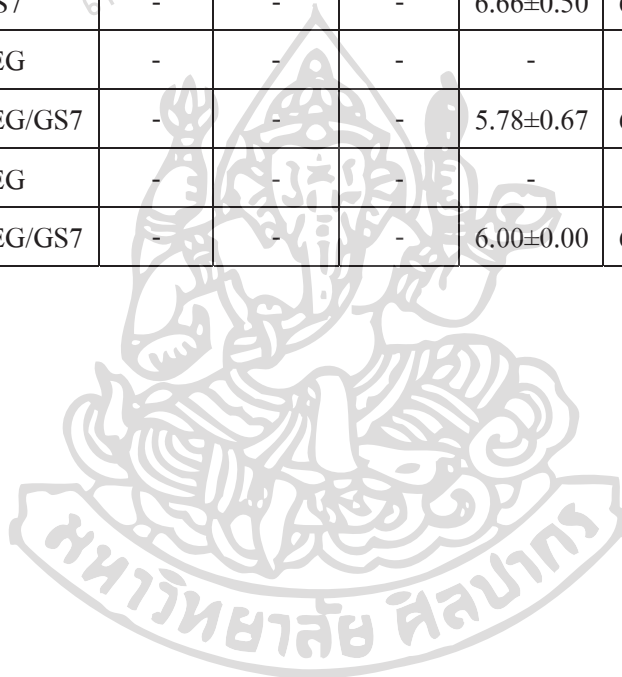 S7 - - - 6.66±0.50
EG - - - -
EG/GS7 - - - 5.78±0.67
EG - - - -
EG/GS7 - - - 6.00±0.00
มหาวิทยาลัย ศิลปากร